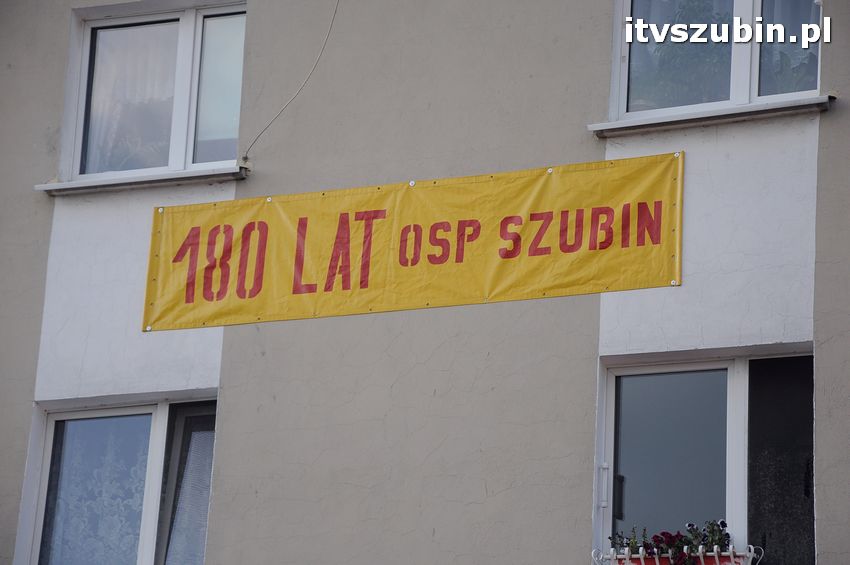 itvszubin.pl
180 LAT OSP SZUBIN